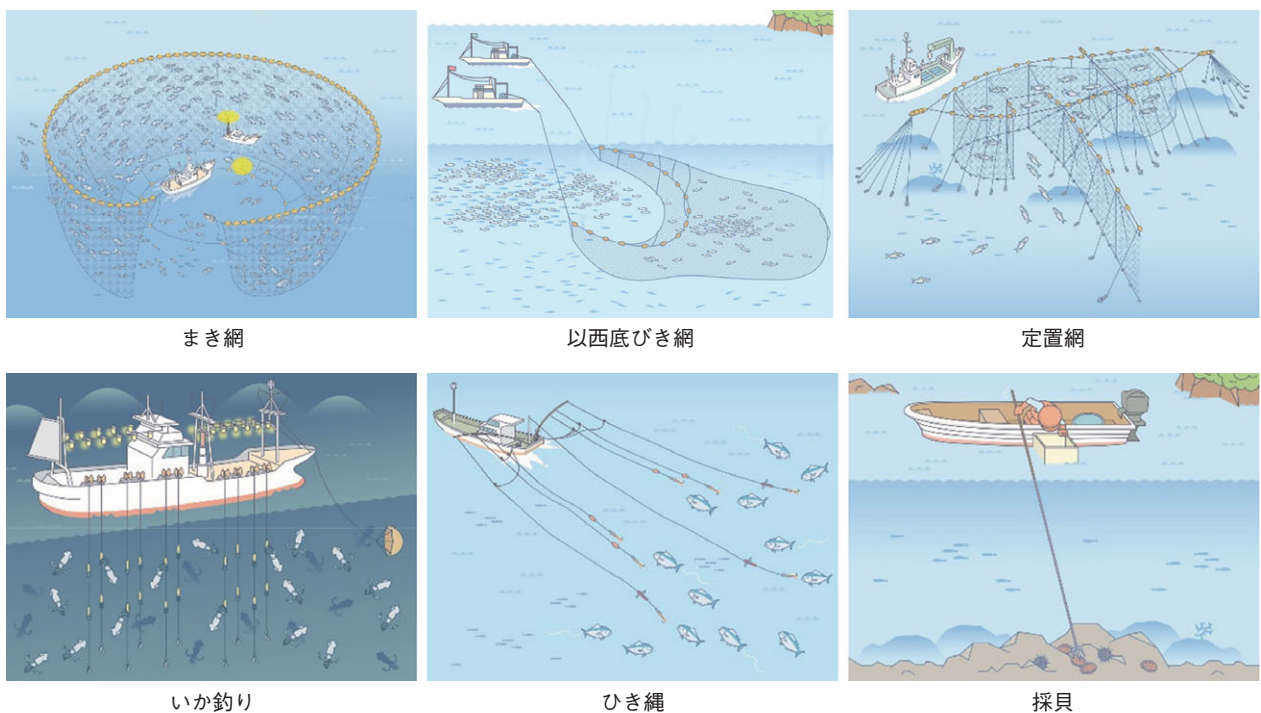 まき網
以西底びき網
定置網
いか釣り
ひき縄
採貝